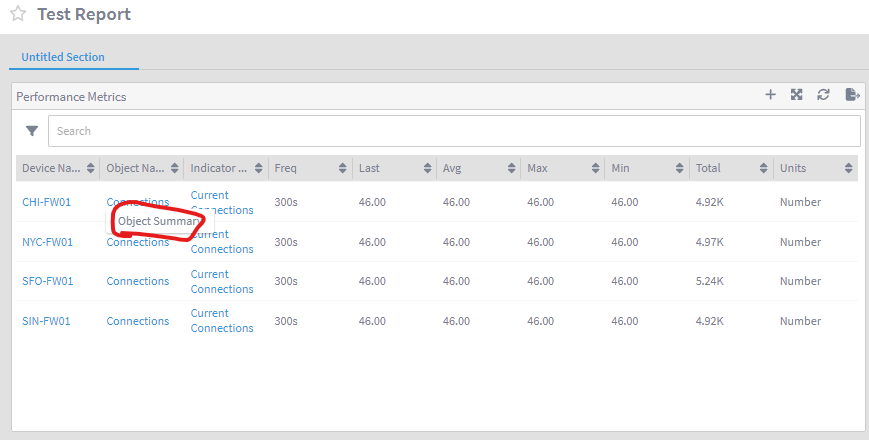 Test Report
Untitled Section
Performance Metrics
Search
Device Na... Object Na... Indicator ... Freq Last Avg Max Min Total Units
CHI-FW01 Connections Current Connections 300s 46.00 46.00 46.00 46.00 4.92K Number
Object Summary
NYC-FW01 Connections Current Connections 300s 46.00 46.00 46.00 46.00 4.97K Number
SFO-FW01 Connections Current Connections 300s 46.00 46.00 46.00 46.00 5.24K Number
SIN-FW01 Connections Current Connections 300s 46.00 46.00 46.00 46.00 4.92K Number